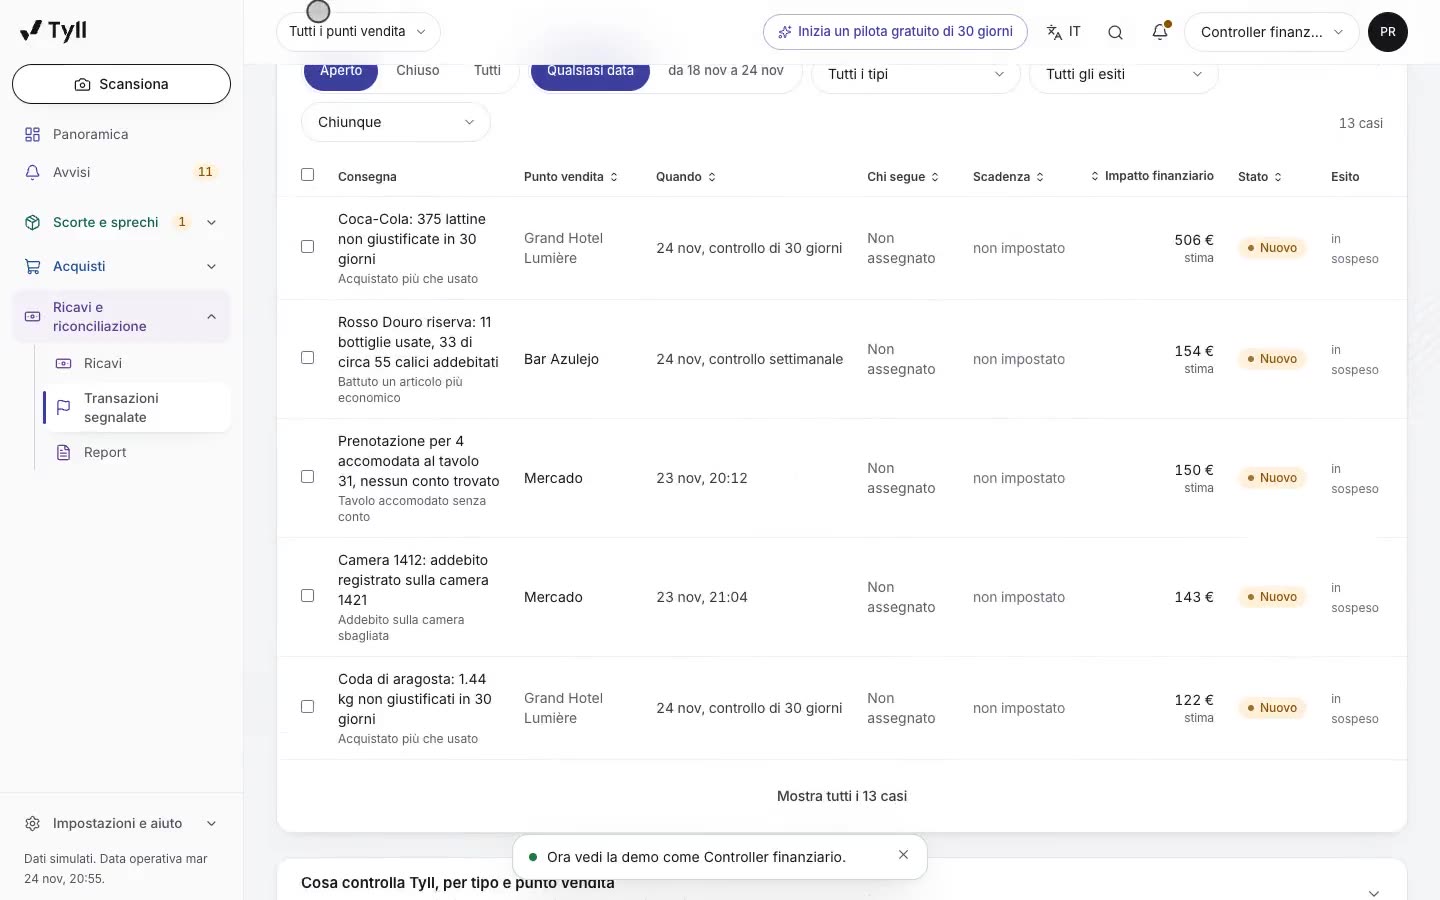 Tyll
Tutti i punti vendita
Inizia un pilota gratuito di 30 giorni
IT
Controller finanz...
PR
Scansiona
Panoramica
Avvisi
11
Scorte e sprechi
1
Acquisti
Ricavi e
riconciliazione
Ricavi
Transazioni
segnalate
Report
Impostazioni e aiuto
Dati simulati. Data operativa mar
24 nov, 20:55.
Aperto
Chiuso
Tutti
Qualsiasi data
da 18 nov a 24 nov
Tutti i tipi
Tutti gli esiti
Chiunque
13 casi
Consegna
Punto vendita
Quando
Chi segue
Scadenza
Impatto finanziario
Stato
Esito
Coca-Cola: 375 lattine
non giustificate in 30
giorni
Acquistato più che usato
Grand Hotel
Lumière
24 nov, controllo di 30 giorni
Non
assegnato
non impostato
506 €
stima
Nuovo
in
sospeso
Rosso Douro riserva: 11
bottiglie usate, 33 di
circa 55 calici addebitati
Battuto un articolo più
economico
Bar Azulejo
24 nov, controllo settimanale
Non
assegnato
non impostato
154 €
stima
Nuovo
in
sospeso
Prenotazione per 4
accomodata al tavolo
31, nessun conto trovato
Tavolo accomodato senza
conto
Mercado
23 nov, 20:12
Non
assegnato
non impostato
150 €
stima
Nuovo
in
sospeso
Camera 1412: addebito
registrato sulla camera
1421
Addebito sulla camera
sbagliata
Mercado
23 nov, 21:04
Non
assegnato
non impostato
143 €
Nuovo
in
sospeso
Coda di aragosta: 1.44
kg non giustificati in 30
giorni
Acquistato più che usato
Grand Hotel
Lumière
24 nov, controllo di 30 giorni
Non
assegnato
non impostato
122 €
stima
Nuovo
in
sospeso
Mostra tutti i 13 casi
Ora vedi la demo come Controller finanziario.
Cosa controlla Tyll, per tipo e punto vendita